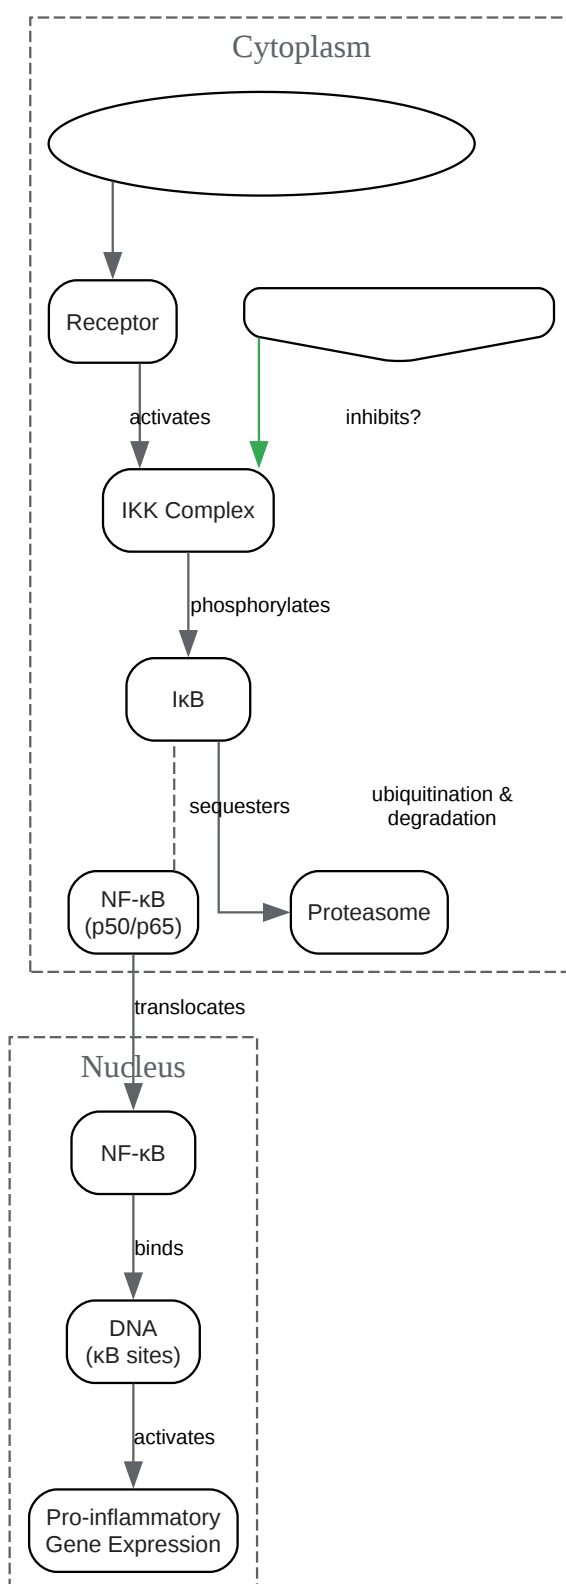 Cytoplasm
Receptor
activates
inhibits?
IKK Complex
phosphorylates
IκB
sequesters
ubiquitination &
degradation
NF-κB
(p50/p65)
Proteasome
translocates
Nucleus
NF-κB
binds
DNA
(κB sites)
activates
Pro-inflammatory
Gene Expression